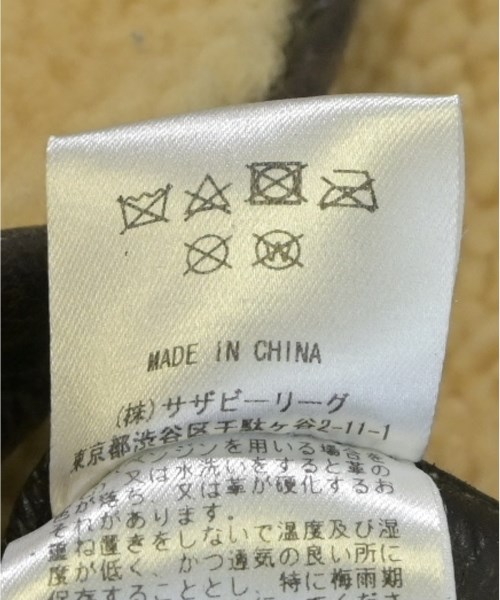 MADE IN CHINA
(株)サザビーリーグ
東京都渋谷区千駄ヶ谷2-11-1
ベンジンを用いる場合を
又は水洗いをすると革の
が落ち、又は革が硬化するお
それがあります。
重ね置きをしないで温度及び湿
度が低く、かつ通気の良い所に
保存することとし、特に梅雨期